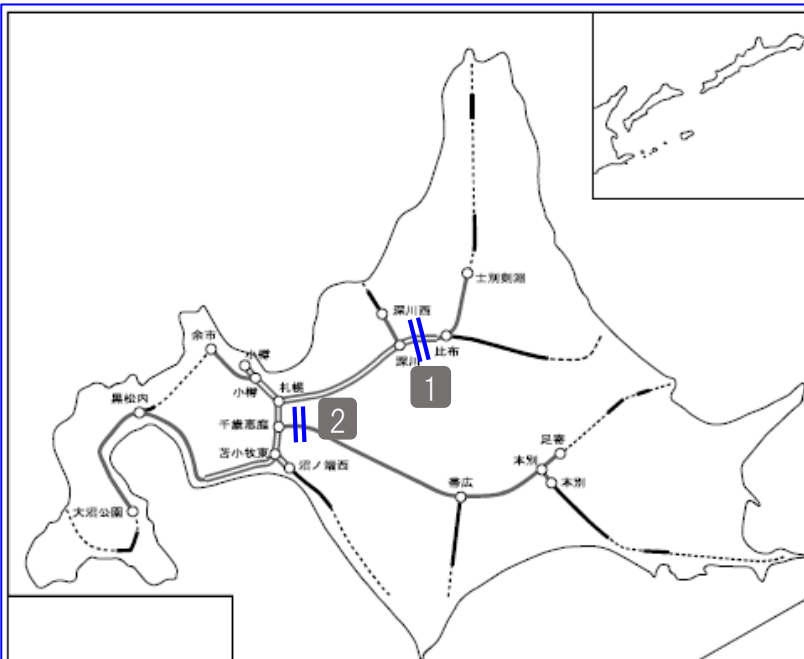 士別剣淵
深川西
比布
深川
余市
小樽
小樽
札幌
1
黒松内
千歳恵庭
2
苫小牧東
沼ノ端西
足寄
本別
本別
帯広
大沼公園